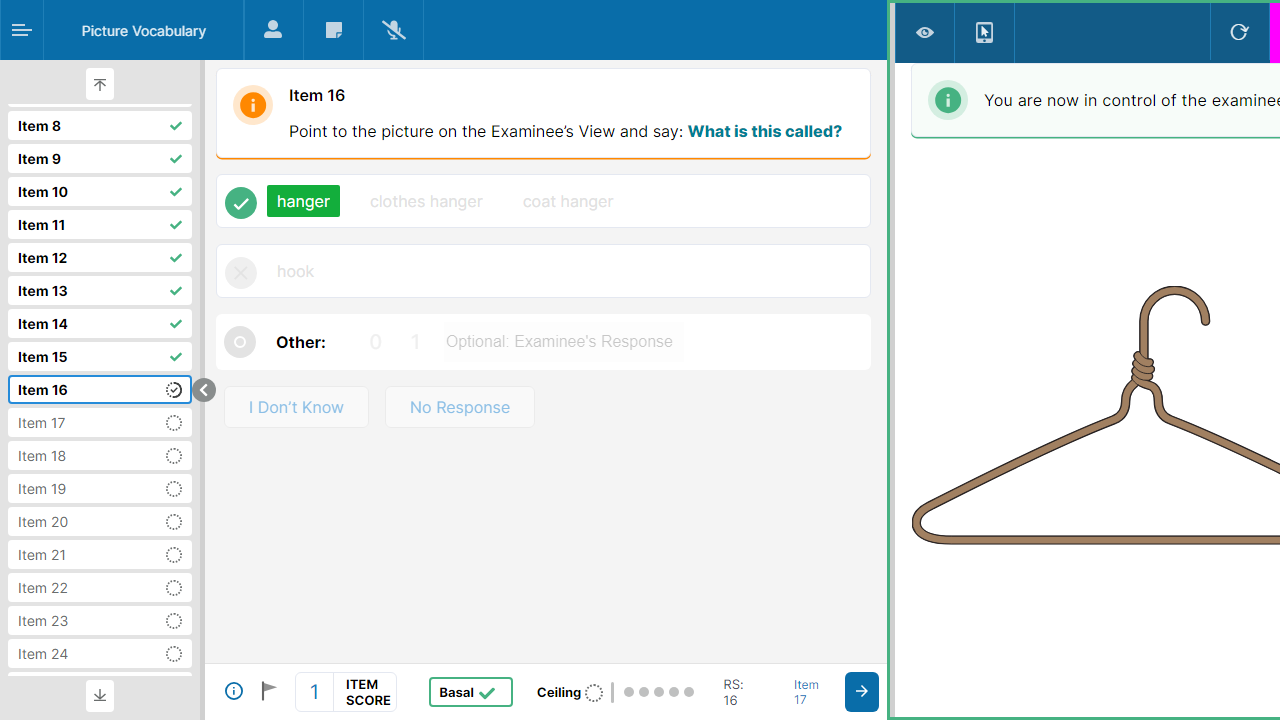 Picture Vocabulary
Item 8
Item 9
Item 10
Item 11
Item 12
Item 13
Item 14
Item 15
Item 16
Item 17
Item 18
Item 19
Item 20
Item 21
Item 22
Item 23
Item 24
Item 16
Point to the picture on the Examinee’s View and say: What is this called?
hanger clothes hanger coat hanger
hook
Other: 0 1 Optional: Examinee's Response
I Don’t Know No Response
1 ITEM SCORE
Basal
Ceiling
RS: 16
Item 17
You are now in control of the examinee